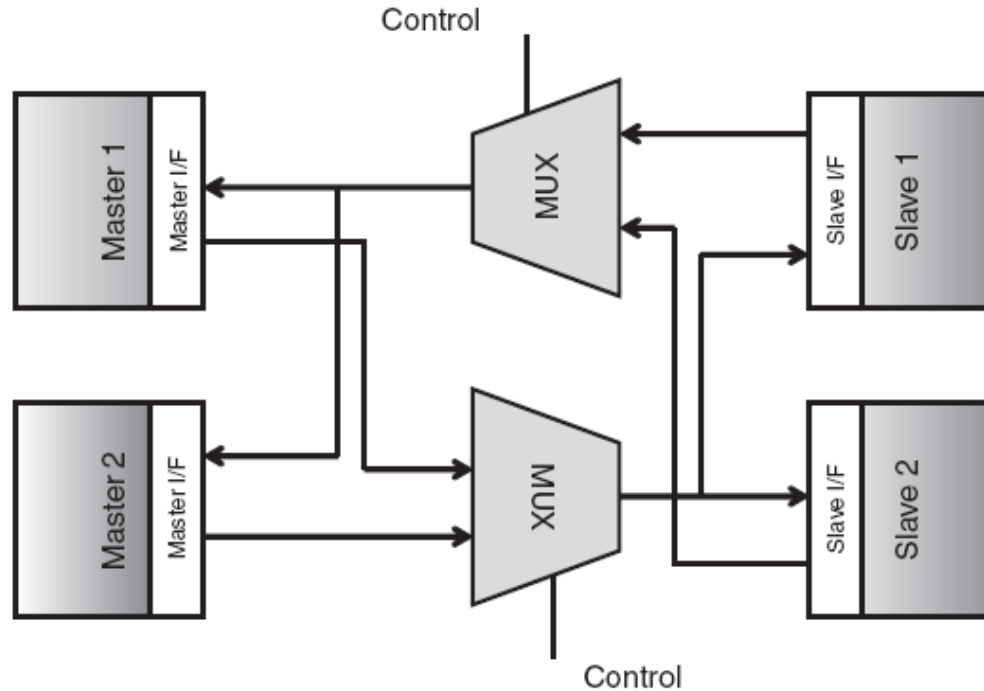 Control
Master 1
Master I/F
MUX
Slave I/F
Slave 1
Master 2
Master I/F
MUX
Slave I/F
Slave 2
Control